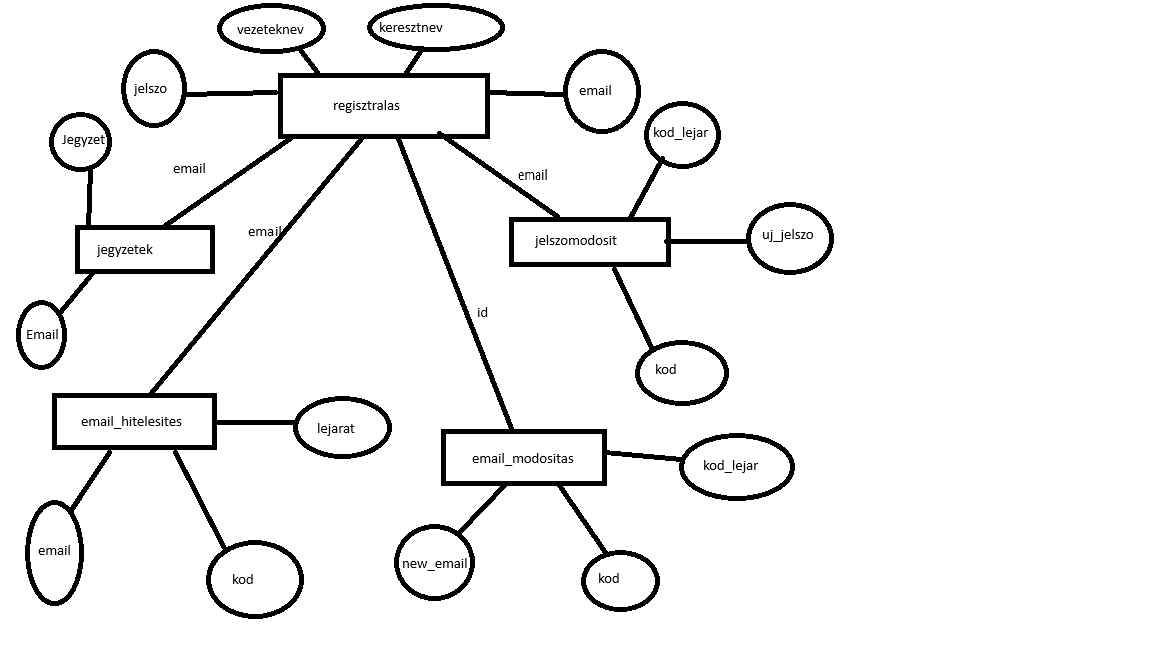 vezeteknev
keresztnev
jelszo
regisztralas
email
Jegyzet
kod_lejar
email
email
email
jegyzetek
jelszomodosit
uj_jelszo
id
Email
kod
email_hitelesites
lejarat
email_modositas
kod_lejar
email
kod
new_email
kod